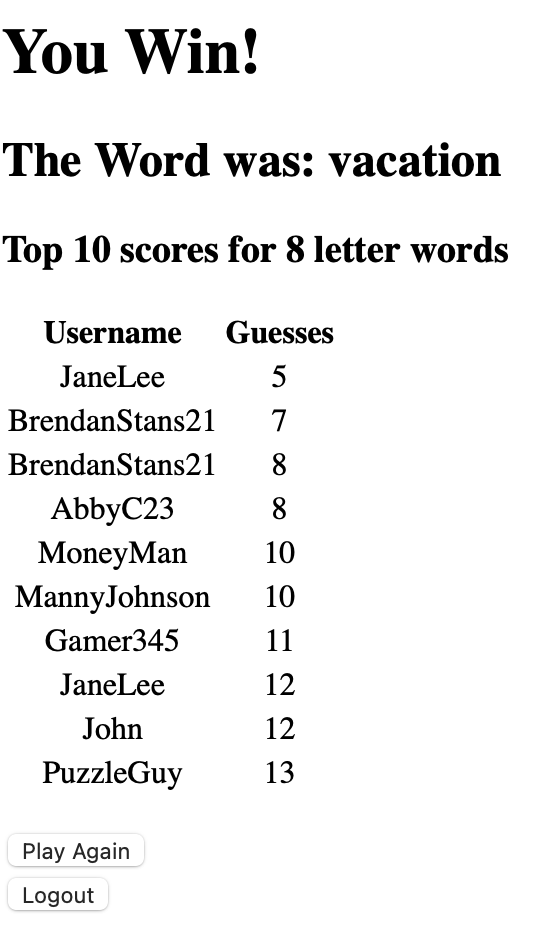 You Win!
The Word was: vacation
Top 10 scores for 8 letter words
Username Guesses
JaneLee 5
BrendanStans21 7
BrendanStans21 8
AbbyC23 8
MoneyMan 10
MannyJohnson 10
Gamer345 11
JaneLee 12
John 12
PuzzleGuy 13
Play Again
Logout